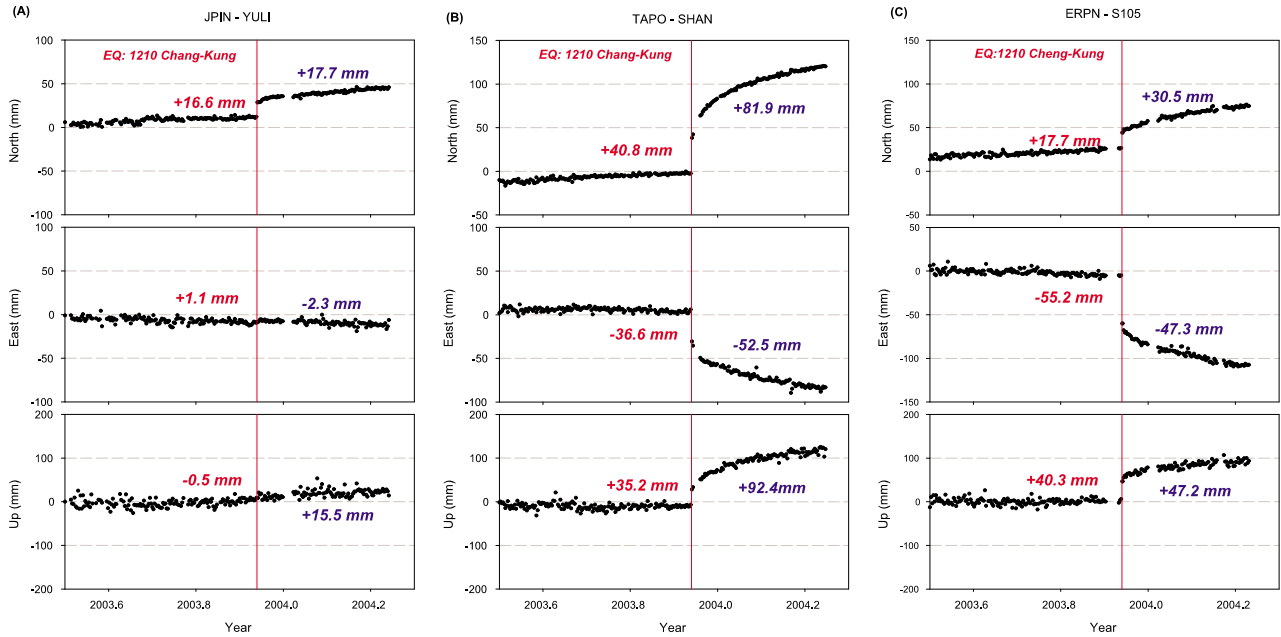 (A)
JPIN - YULI
EQ: 1210 Chang-Kung
+16.6 mm
+17.7 mm
North (mm)
100
50
0
-50
-100
+1.1 mm
-2.3 mm
East (mm)
100
50
0
-50
-100
-0.5 mm
+15.5 mm
Up (mm)
200
100
0
-100
-200
2003.6 2003.8 2004.0 2004.2
Year
(B)
TAPO - SHAN
EQ: 1210 Chang-Kung
+40.8 mm
+81.9 mm
North (mm)
150
100
50
0
-50
-36.6 mm
-52.5 mm
East (mm)
100
50
0
-50
-100
+35.2 mm
+92.4mm
Up (mm)
200
100
0
-100
-200
2003.6 2003.8 2004.0 2004.2
Year
(C)
ERPN - S105
EQ:1210 Cheng-Kung
+17.7 mm
+30.5 mm
North (mm)
150
100
50
0
-50
-55.2 mm
-47.3 mm
East (mm)
50
0
-50
-100
-150
+40.3 mm
+47.2 mm
Up (mm)
200
100
0
-100
-200
2003.6 2003.8 2004.0 2004.2
Year